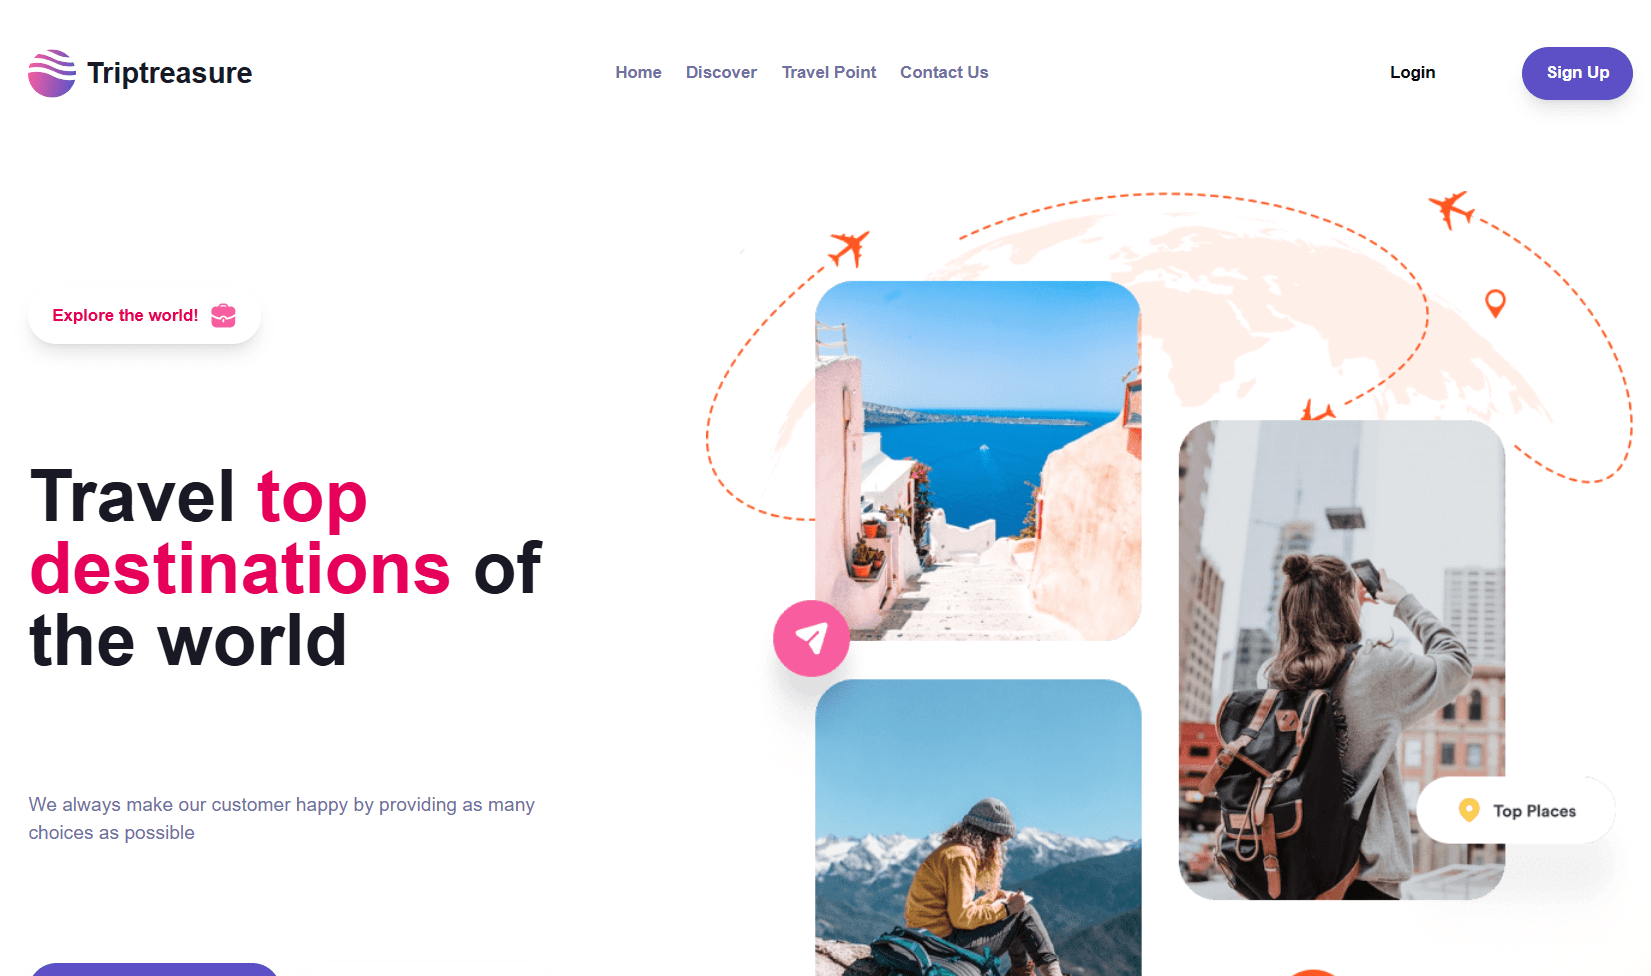 Triptreasure
Home Discover Travel Point Contact Us
Login
Sign Up
Explore the world!
Travel top
destinations of
the world
We always make our customer happy by providing as many
choices as possible
Top Places